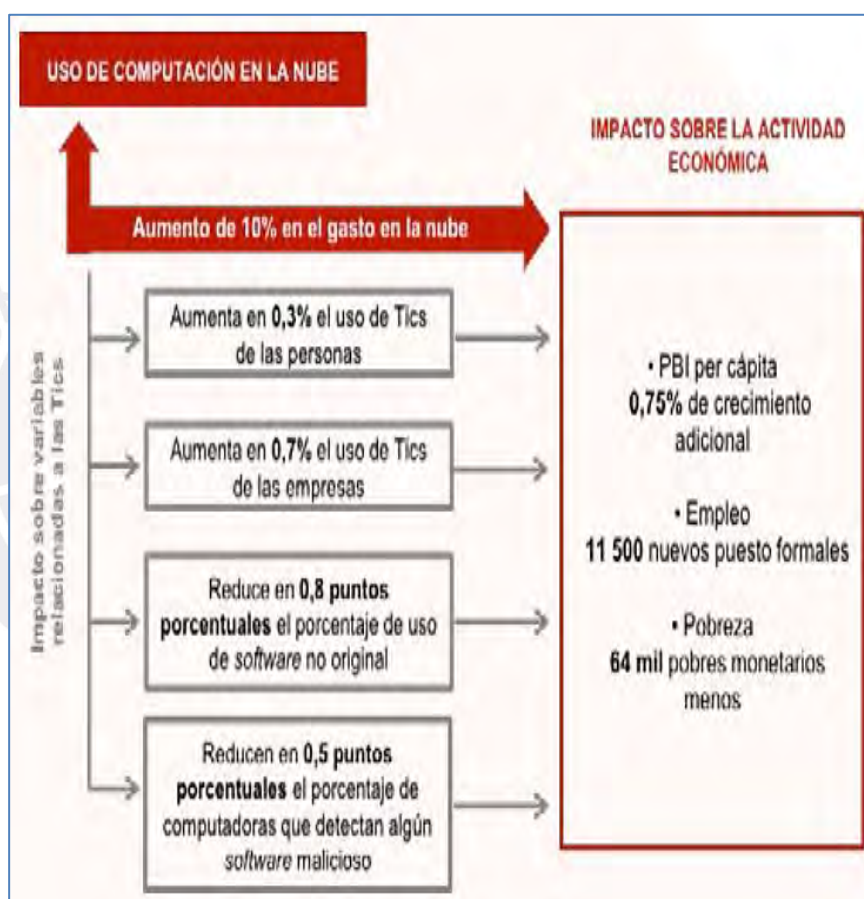 USO DE COMPUTACIÓN EN LA NUBE
IMPACTO SOBRE LA ACTIVIDAD
ECONÓMICA
Aumento de 10% en el gasto en la nube
Impacto sobre variables
relacionadas a las Tics
Aumenta en 0,3% el uso de Tics
de las personas
Aumenta en 0,7% el uso de Tics
de las empresas
Reduce en 0,8 puntos
porcentuales el porcentaje de uso
de software no original
Reducen en 0,5 puntos
porcentuales el porcentaje de
computadoras que detectan algún
software malicioso
• PBI per cápita
0,75% de crecimiento
adicional
• Empleo
11 500 nuevos puesto formales
• Pobreza
64 mil pobres monetarios
menos